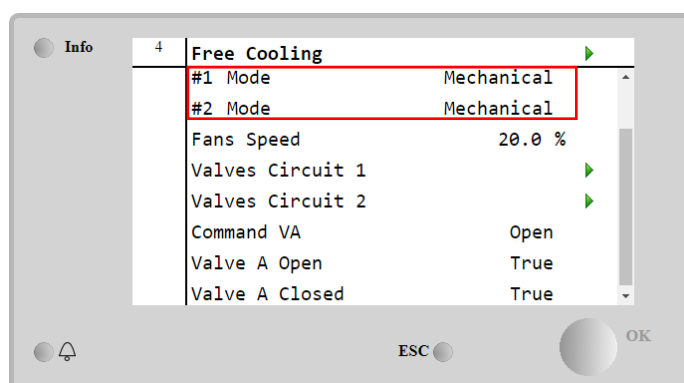 Info
4 Free Cooling
#1 Mode Mechanical
#2 Mode Mechanical
Fans Speed 20.0 %
Valves Circuit 1
Valves Circuit 2
Command VA Open
Valve A Open True
Valve A Closed True
ESC OK